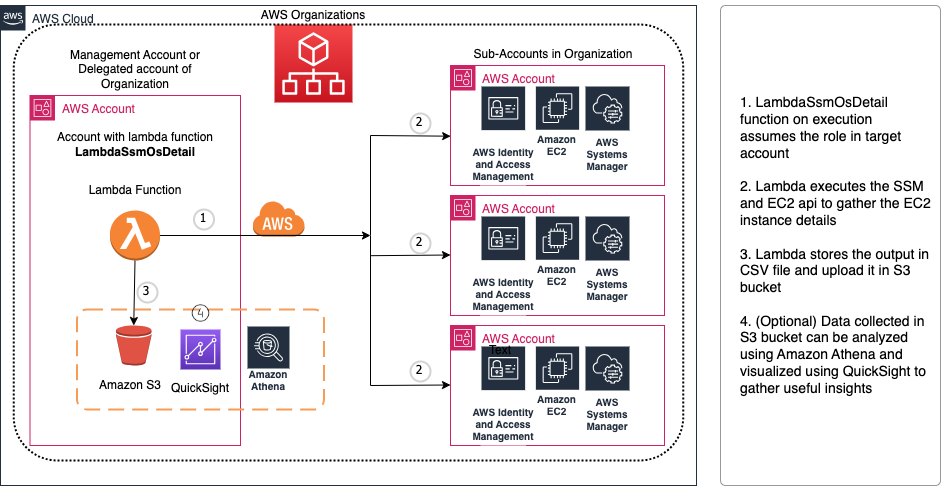 aws
AWS Cloud
AWS Organizations
Management Account or
Delegated account of
Organization
AWS Account
Account with lambda function
LambdaSsmOsDetail
Lambda Function
1
AWS
3
4
Amazon S3
QuickSight
Amazon
Athena
Sub-Accounts in Organization
2
AWS Account
AWS Identity
and Access
Management
Amazon
EC2
AWS
Systems
Manager
2
AWS Account
AWS Identity
and Access
Management
Amazon
EC2
AWS
Systems
Manager
2
AWS Account
Text
AWS Identity
and Access
Management
Amazon
EC2
AWS
Systems
Manager
1. LambdaSsmOsDetail
function on execution
assumes the role in target
account
2. Lambda executes the SSM
and EC2 api to gather the EC2
instance details
3. Lambda stores the output in
CSV file and upload it in S3
bucket
4. (Optional) Data collected in
S3 bucket can be analyzed
using Amazon Athena and
visualized using QuickSight to
gather useful insights